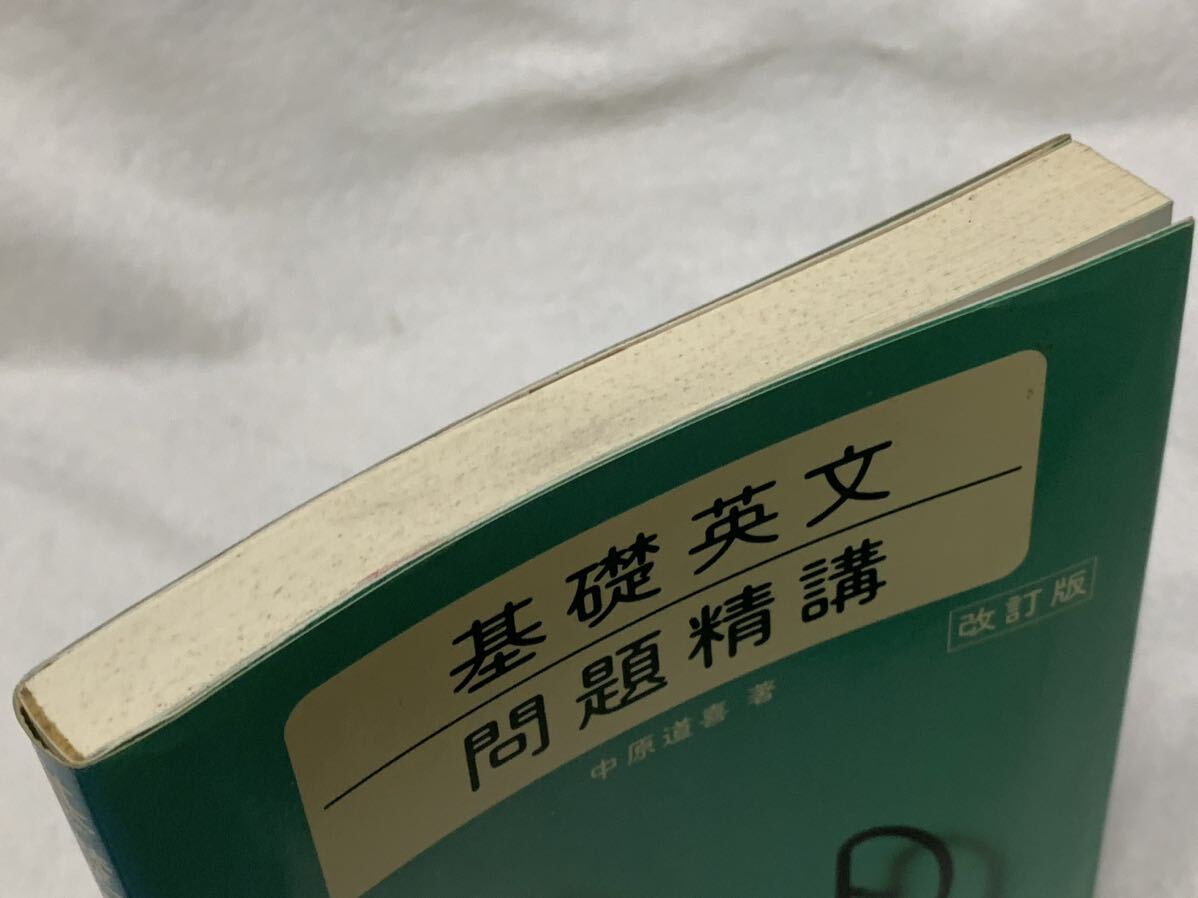 基礎英文
問題精講
改訂版
中原道喜 著